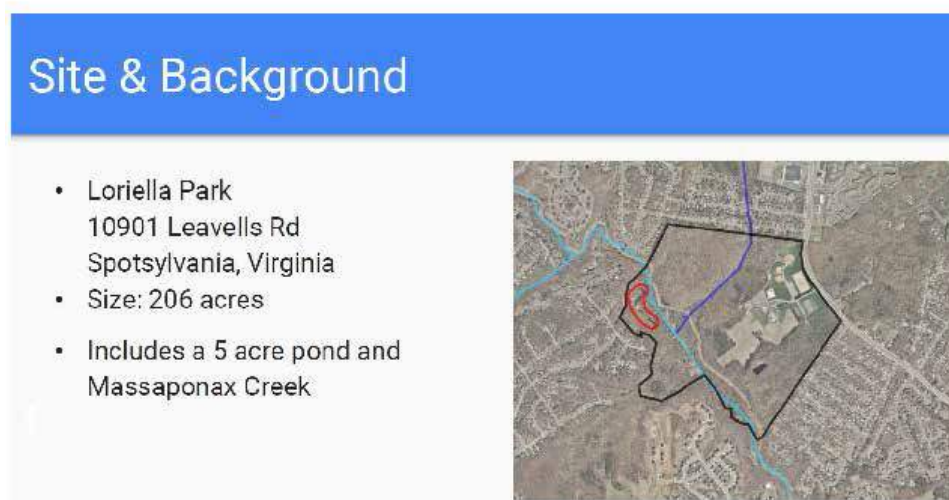 Site & Background
• Loriella Park
10901 Leavells Rd
Spotsylvania, Virginia
• Size: 206 acres
• Includes a 5 acre pond and
Massaponax Creek